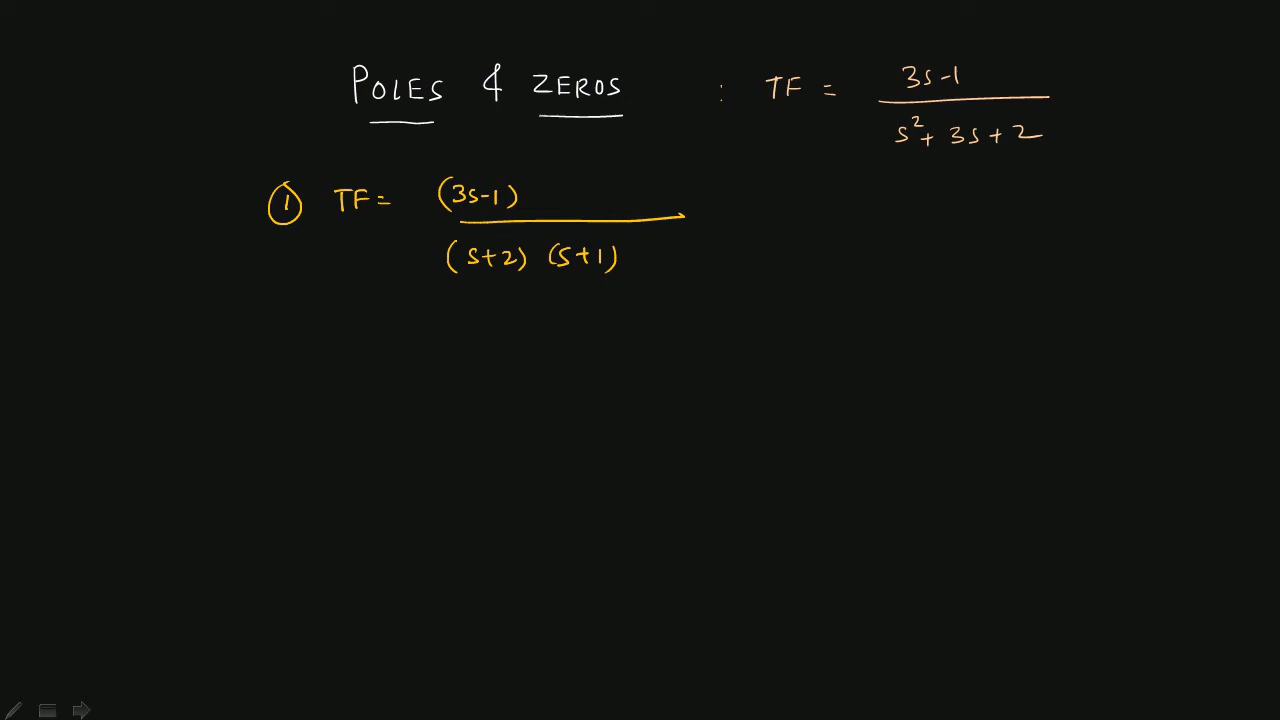 POLES & ZEROS : TF = 3s-1 / s²+3s+2
① TF = (3s-1) / (s+2) (s+1)